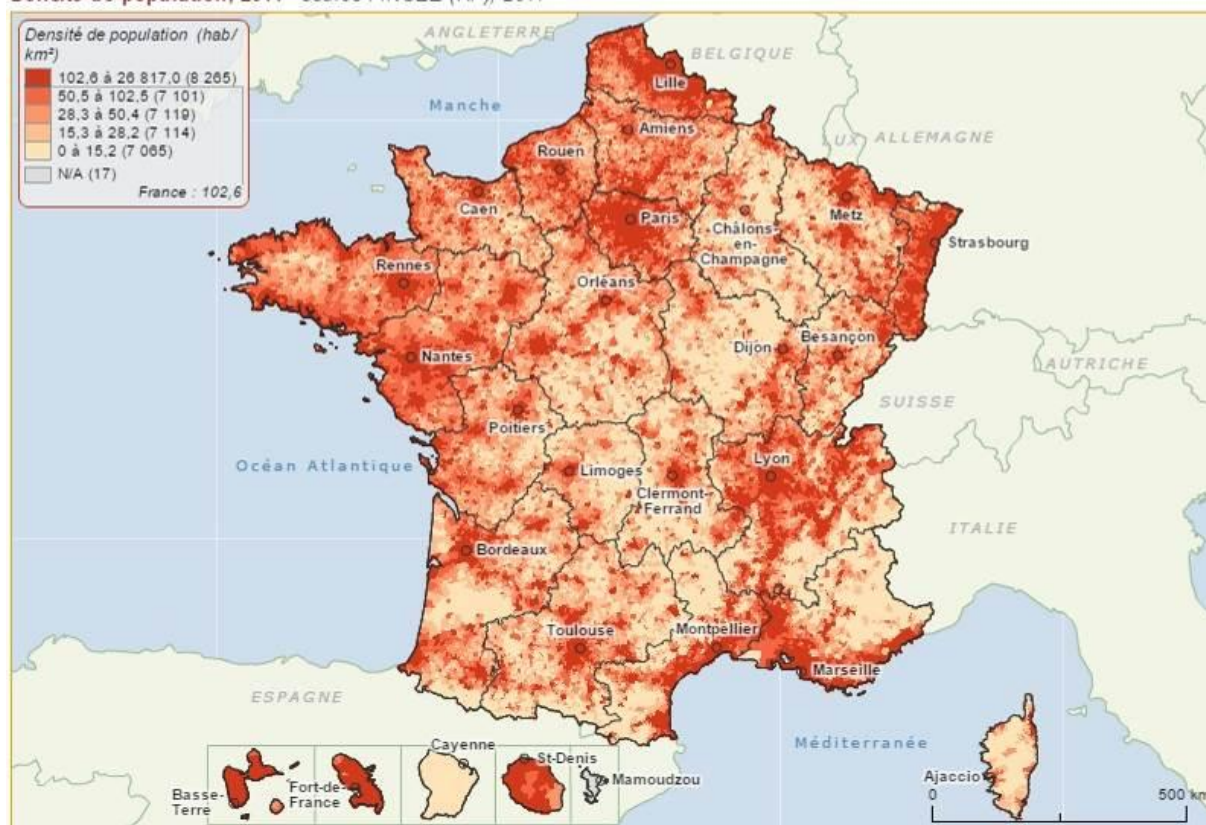 Densité de population (hab/
km²)
102,6 à 26 817,0 (8 265)
50,5 à 102,5 (7 101)
28,3 à 50,4 (7 119)
15,3 à 28,2 (7 114)
0 à 15,2 (7 065)
N/A (17)
France : 102,6
ANGLETERRE
BELGIQUE
Lille
Manche
Amiens
LUX
ALLEMAGNE
Rouen
Caen
Paris
Metz
Châlons-
en-
Champagne
Strasbourg
Rennes
Orléans
Nantes
Dijon
Besançon
AUTRICHE
SUISSE
Poitiers
Océan Atlantique
Limoges
Lyon
Clermont-
Ferrand
ITALIE
Bordeaux
Toulouse
Montpellier
Marseille
ESPAGNE
Méditerranée
Cayenne
St-Denis
Mamoudzou
Basse-
Terre
Fort-de-
France
Ajaccio
0
500 km